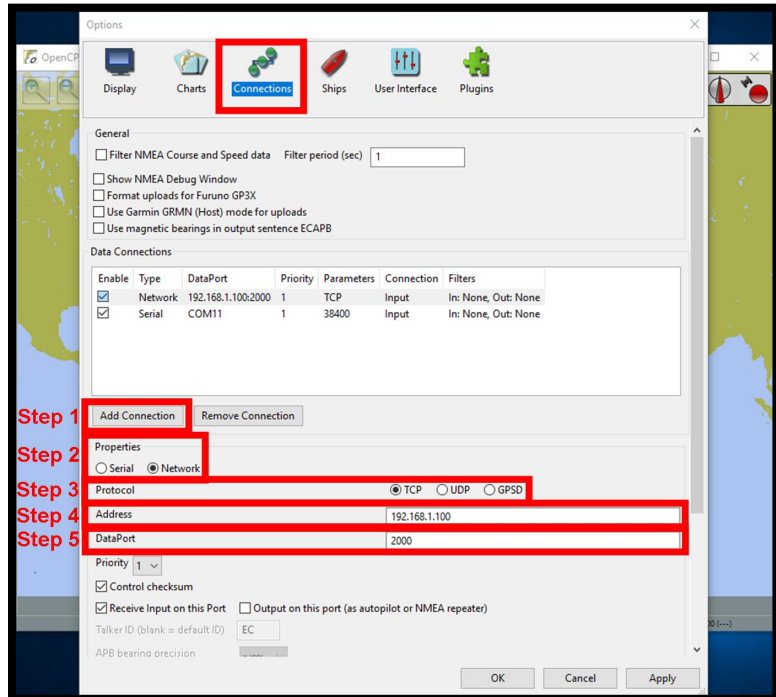 Options
OpenCP
Display Charts Connections Ships User Interface Plugins
General
Filter NMEA Course and Speed data Filter period (sec) 1
Show NMEA Debug Window
Format uploads for Furuno GP3X
Use Garmin GRMN (Host) mode for uploads
Use magnetic bearings in output sentence ECAPB
Data Connections
Enable Type DataPort Priority Parameters Connection Filters
Network 192.168.1.100:2000 1 TCP Input In: None, Out: None
Serial COM11 1 38400 Input In: None, Out: None
Step 1 Add Connection Remove Connection
Properties
Step 2
Serial Network
Step 3 Protocol TCP UDP GPSD
Step 4 Address 192.168.1.100
Step 5 DataPort 2000
Priority 1
Control checksum
Receive Input on this Port Output on this port (as autopilot or NMEA repeater)
Talker ID (blank = default ID) EC
00 (---)
APB bearing precision
OK Cancel Apply